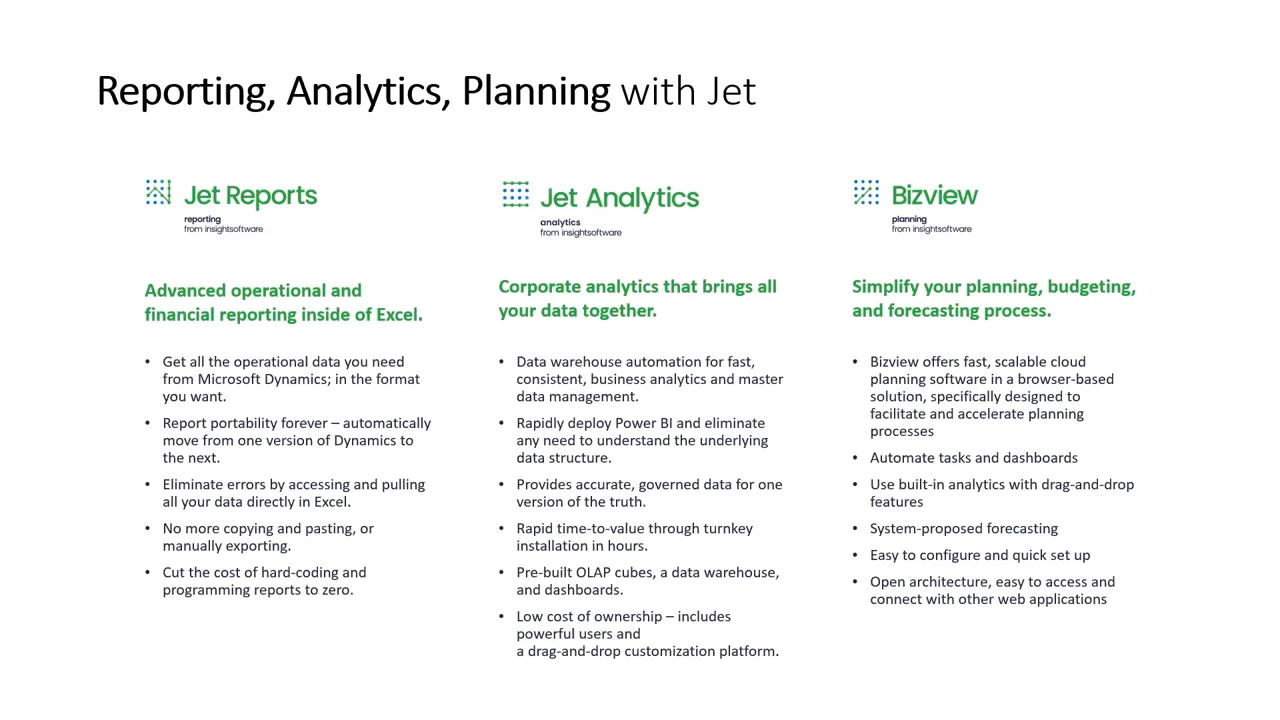 Reporting, Analytics, Planning with Jet
Jet Reports
reporting
from insightsoftware
Advanced operational and
financial reporting inside of Excel.
• Get all the operational data you need
from Microsoft Dynamics; in the format
you want.
• Report portability forever – automatically
move from one version of Dynamics to
the next.
• Eliminate errors by accessing and pulling
all your data directly in Excel.
• No more copying and pasting, or
manually exporting.
• Cut the cost of hard-coding and
programming reports to zero.
Jet Analytics
analytics
from insightsoftware
Corporate analytics that brings all
your data together.
• Data warehouse automation for fast,
consistent, business analytics and master
data management.
• Rapidly deploy Power BI and eliminate
any need to understand the underlying
data structure.
• Provides accurate, governed data for one
version of the truth.
• Rapid time-to-value through turnkey
installation in hours.
• Pre-built OLAP cubes, a data warehouse,
and dashboards.
• Low cost of ownership – includes
powerful users and
a drag-and-drop customization platform.
Bizview
planning
from insightsoftware
Simplify your planning, budgeting,
and forecasting process.
• Bizview offers fast, scalable cloud
planning software in a browser-based
solution, specifically designed to
facilitate and accelerate planning
processes
• Automate tasks and dashboards
• Use built-in analytics with drag-and-drop
features
• System-proposed forecasting
• Easy to configure and quick set up
• Open architecture, easy to access and
connect with other web applications